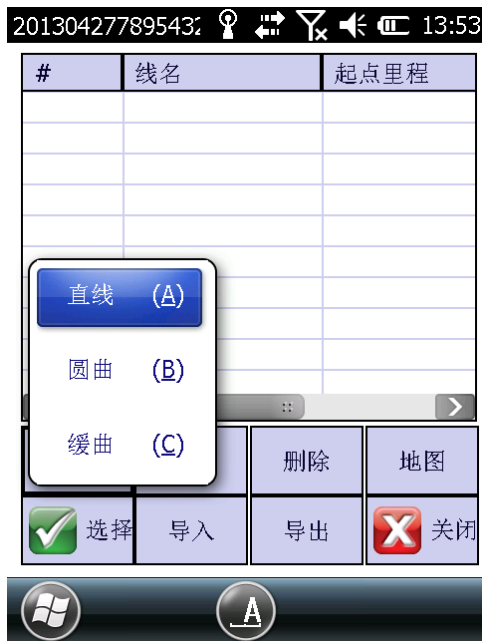 201304277895432 13:53
# 线名 起点里程
直线 (A)
圆曲 (B)
缓曲 (C)
删除 地图
选择 导入 导出 关闭
A